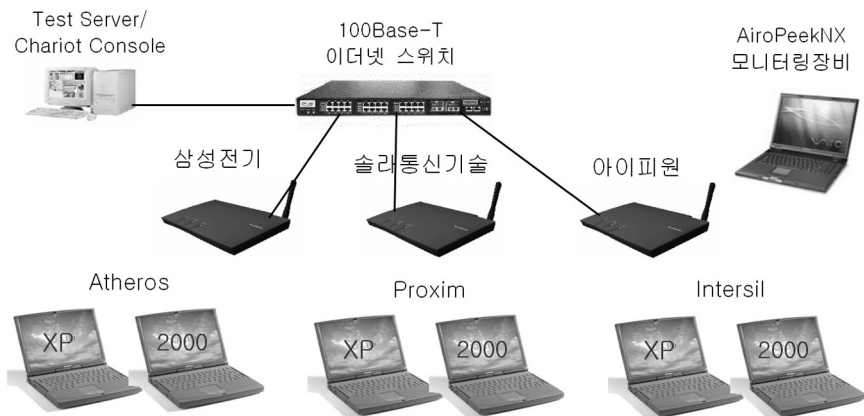 Test Server/
Chariot Console
100Base-T
이더넷 스위치
AiroPeekNX
모니터링장비
삼성전기
솔라통신기술
아이피원
Atheros
Proxim
Intersil
XP
2000
XP
2000
XP
2000